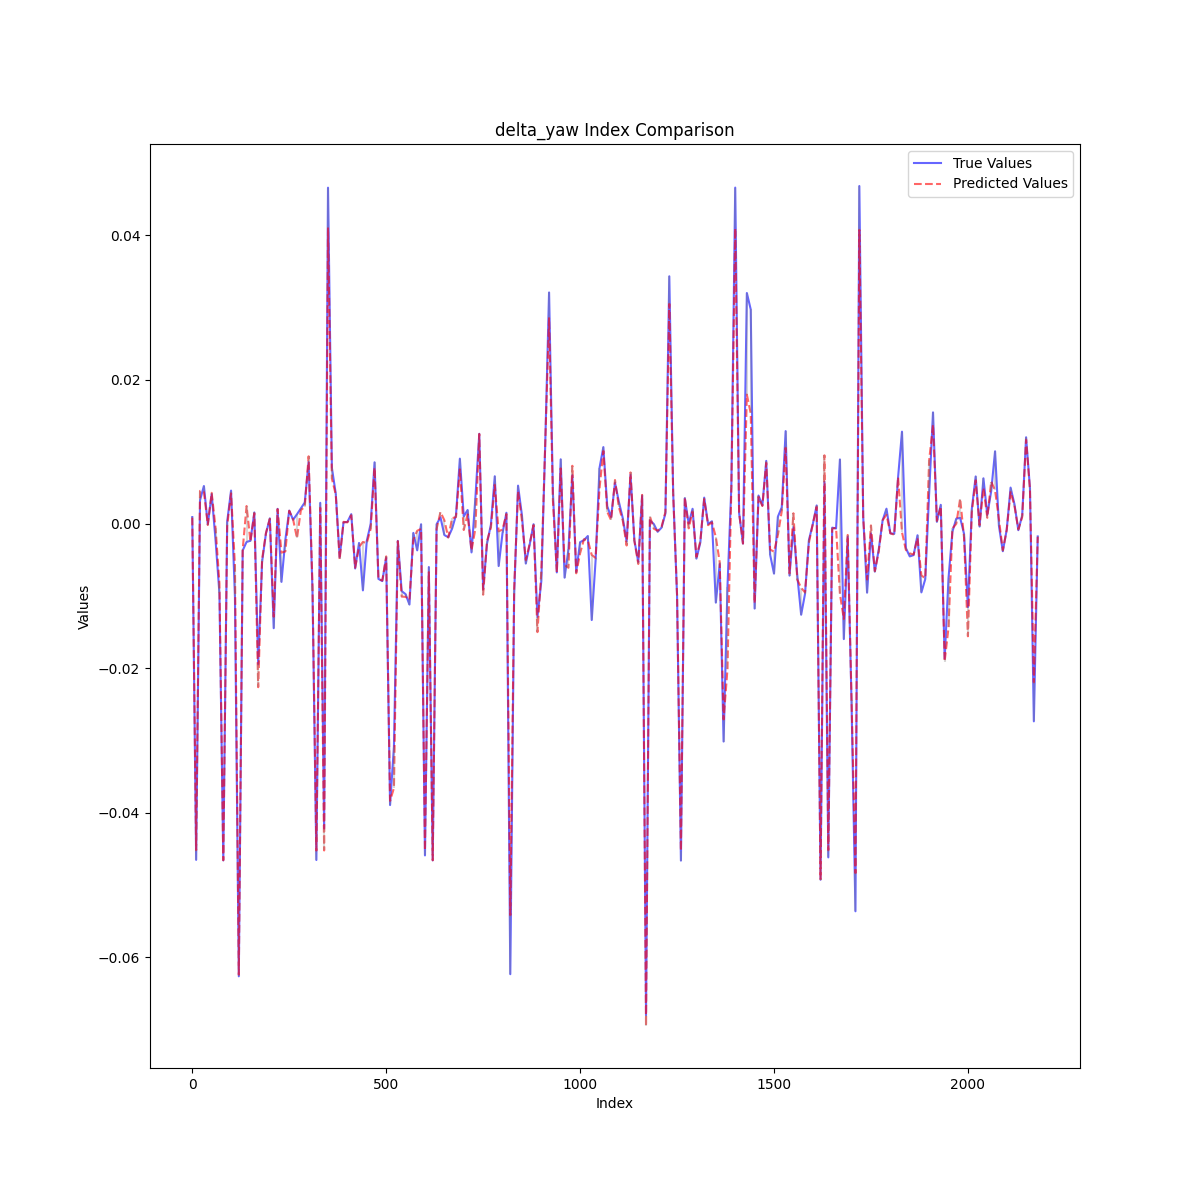 delta_yaw Index Comparison
True Values
Predicted Values
0.04
0.02
0.00
−0.02
−0.04
−0.06
Values
0
500
1000
1500
2000
Index